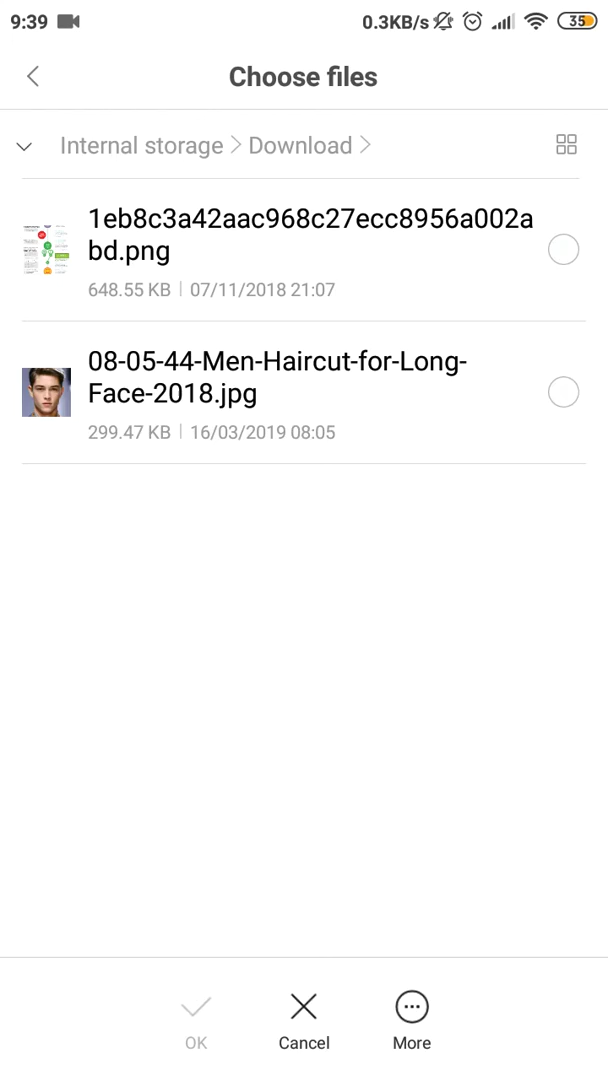 9:39 0.3KB/s 35
Choose files
Internal storage Download
1eb8c3a42aac968c27ecc8956a002a
bd.png
648.55 KB 07/11/2018 21:07
08-05-44-Men-Haircut-for-Long-
Face-2018.jpg
299.47 KB 16/03/2019 08:05
OK Cancel More